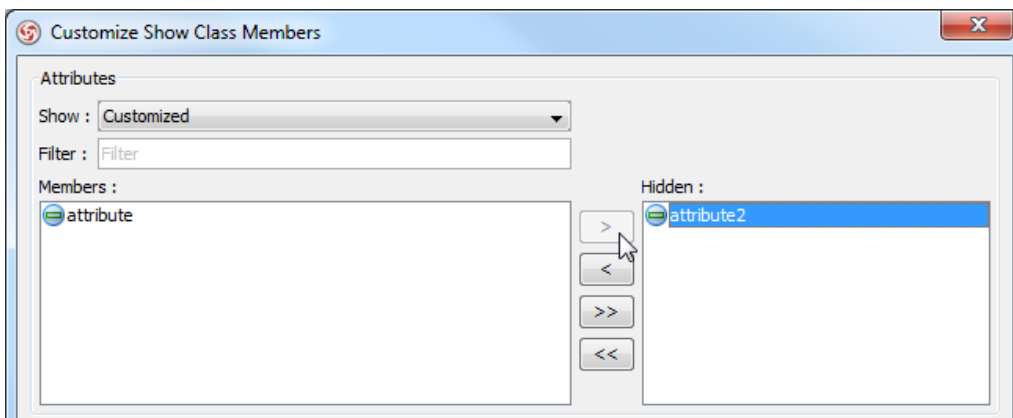 Customize Show Class Members
Attributes
Show : Customized
Filter : Filter
Members :
Hidden :
attribute
attribute2
>
<
>>
<<